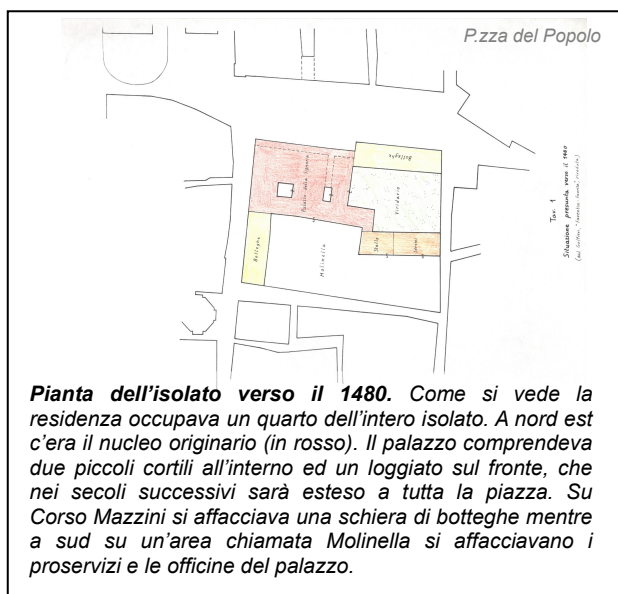 P.zza del Popolo
Botteghe
Palazzo della Signoria
Viridario
Stalle
Botteghe
Molinella
Tav. 1
Situazione presunta verso il 1480
Pianta dell'isolato verso il 1480. Come si vede la
residenza occupava un quarto dell'intero isolato. A nord est
c'era il nucleo originario (in rosso). Il palazzo comprendeva
due piccoli cortili all'interno ed un loggiato sul fronte, che
nei secoli successivi sarà esteso a tutta la piazza. Su
Corso Mazzini si affacciava una schiera di botteghe mentre
a sud su un'area chiamata Molinella si affacciavano i
proservizi e le officine del palazzo.